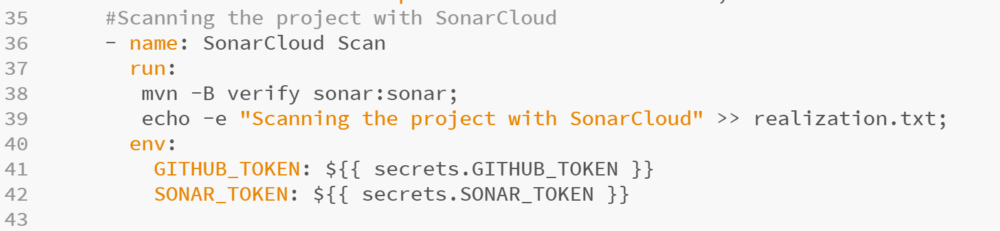 35 #Scanning the project with SonarCloud
36 - name: SonarCloud Scan
37 run:
38 mvn -B verify sonar:sonar;
39 echo -e "Scanning the project with SonarCloud" >> realization.txt;
40 env:
41 GITHUB_TOKEN: ${{ secrets.GITHUB_TOKEN }}
42 SONAR_TOKEN: ${{ secrets.SONAR_TOKEN }}
43